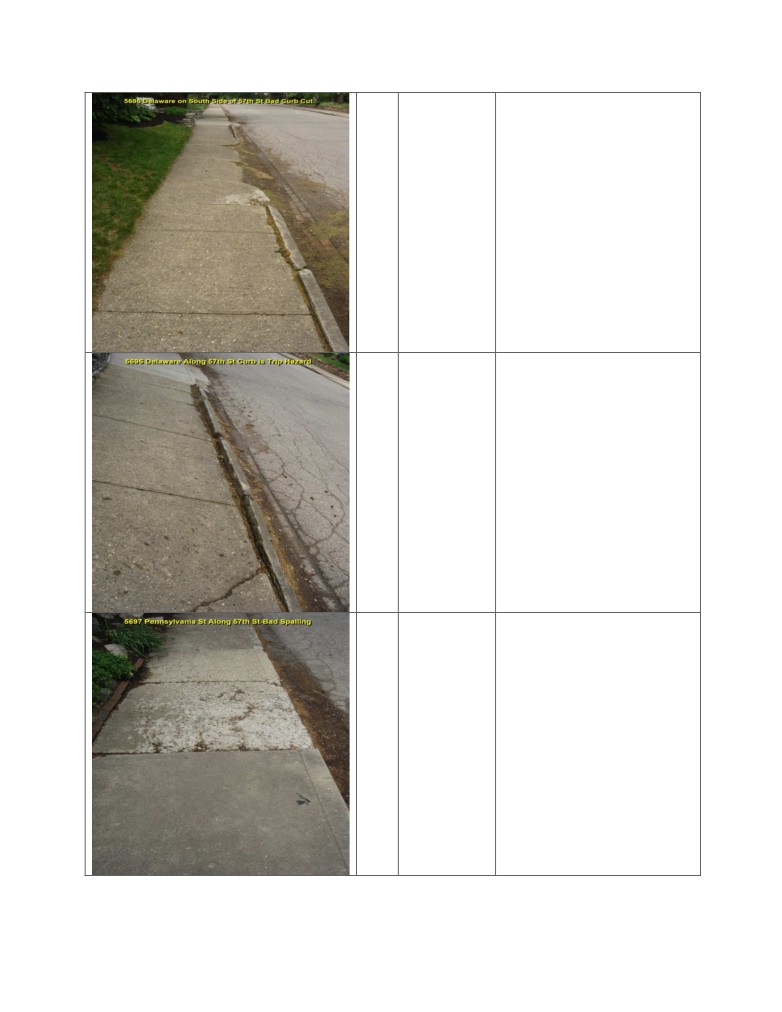 5696 Delaware on South Side of 57th St Bad Curb Cut
5696 Delaware Along 57th St Curb is Trip Hazard
5697 Pennsylvania St Along 57th St-Bad Spalling